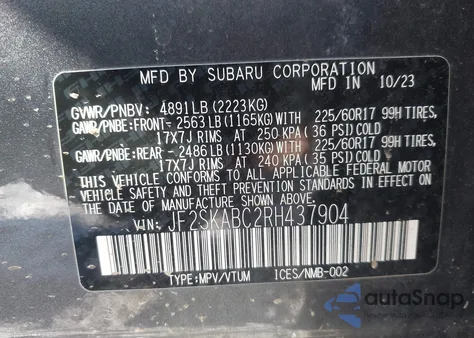 MFD BY SUBARU CORPORATION
MFD IN 10/23
GVWR/PNBV: 4891 LB (2223KG)
GAWR/PNBE: FRONT- 2563 LB (1165KG) WITH 225/60R17 99H TIRES,
17X7J RIMS AT 250 KPA (36 PSI) COLD
GAWR/PNBE: REAR -2486 LB (1130KG) WITH 225/60R17 99H TIRES,
17X7J RIMS AT 240 KPA (35 PSI) COLD
THIS VEHICLE CONFORMS TO ALL APPLICABLE FEDERAL MOTOR
VEHICLE SAFETY AND THEFT PREVENTION STANDARDS IN EFFECT ON THE
DATE OF MANUFACTURE SHOWN ABOVE.
VIN: JF2SKABC2RH437904
TYPE:MPV/VTUM ICES/NMB-002
autoSnap